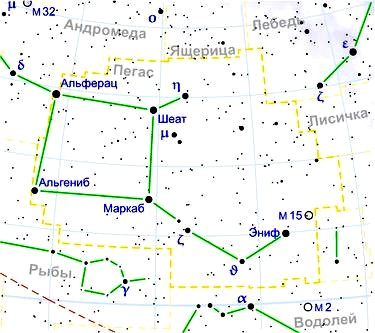 μ
M 32
ο
Андромеда
Лебедь
Ящерица
ε
Пегас
δ
Альферац
η
ζ
Шеат
Лисичка
μ
Альгениб
Маркаб
M 15
Эниф
ζ
ϑ
Рыбы
γ
α
M 2
Водолей